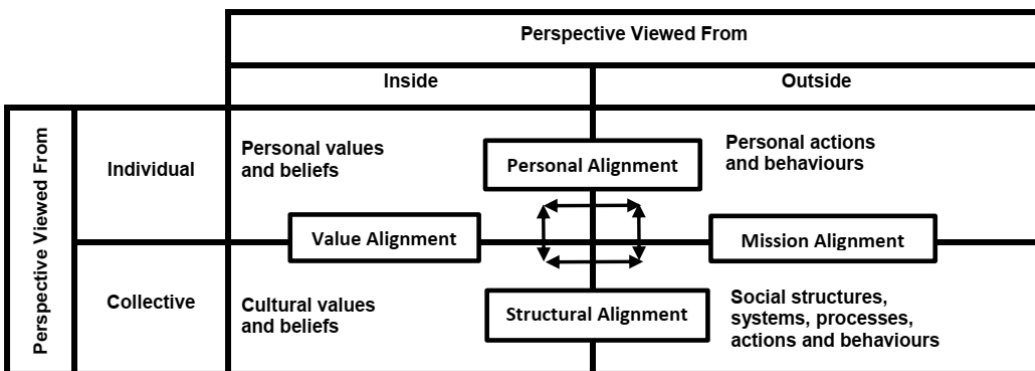 Perspective Viewed From
Inside
Outside
Perspective Viewed From
Individual
Personal values
and beliefs
Personal Alignment
Personal actions
and behaviours
Value Alignment
Mission Alignment
Collective
Cultural values
and beliefs
Structural Alignment
Social structures,
systems, processes,
actions and behaviours